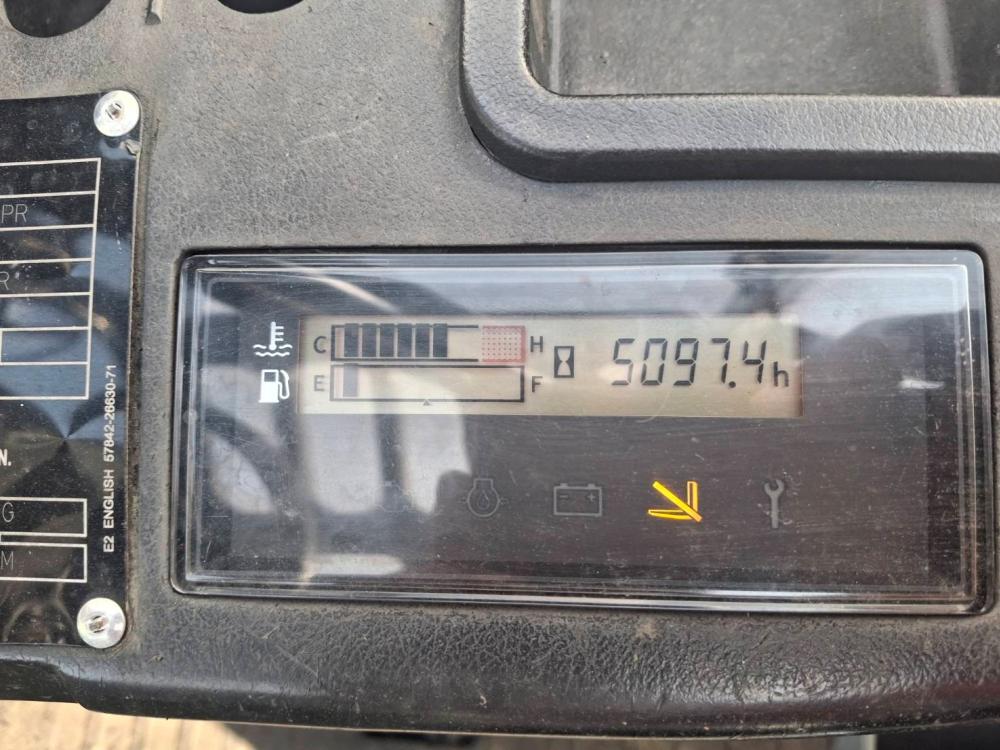 PR
R
N.
G
M
E2 ENGLISH 57842-26630-71
C H
E F
5097.4h
- +